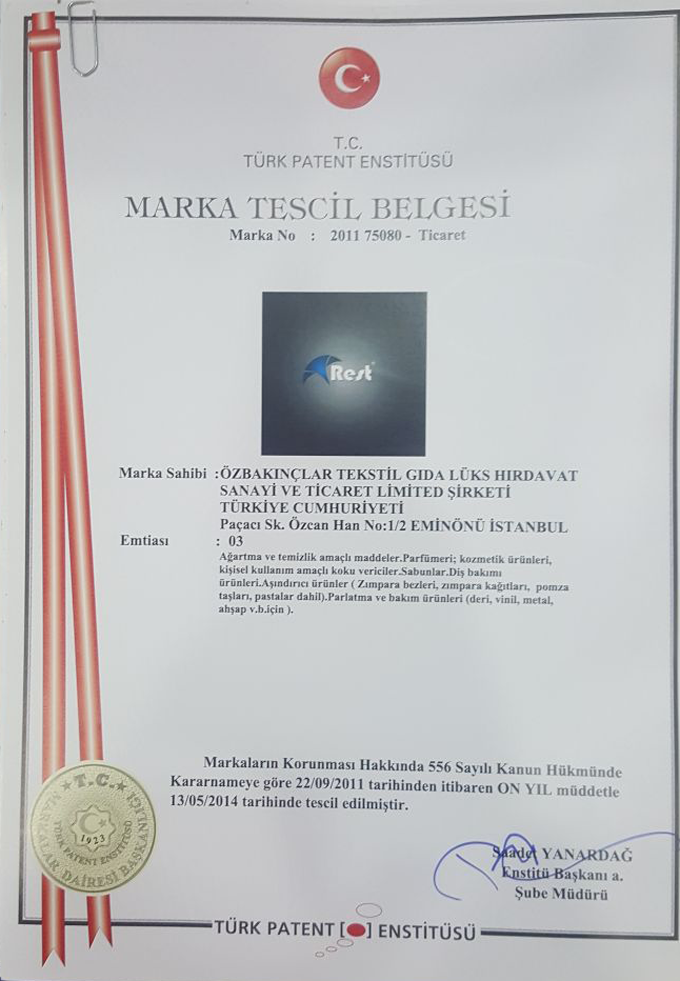 T.C.
TÜRK PATENT ENSTİTÜSÜ
MARKA TESCİL BELGESİ
Marka No : 2011 75080 - Ticaret
Rest
Marka Sahibi :ÖZBAKINÇLAR TEKSTİL GIDA LÜKS HIRDAVAT
SANAYİ VE TİCARET LİMİTED ŞİRKETİ
TÜRKİYE CUMHURİYETİ
Paçacı Sk. Özcan Han No:1/2 EMİNÖNÜ İSTANBUL
Emtiası : 03
Ağartma ve temizlik amaçlı maddeler.Parfümeri; kozmetik ürünleri,
kişisel kullanım amaçlı koku vericiler.Sabunlar.Diş bakımı
ürünleri.Aşındırıcı ürünler ( Zımpara bezleri, zımpara kağıtları, pomza
taşları, pastalar dahil).Parlatma ve bakım ürünleri (deri, vinil, metal,
ahşap v.b.için ).
Markaların Korunması Hakkında 556 Sayılı Kanun Hükmünde
Kararnameye göre 22/09/2011 tarihinden itibaren ON YIL müddetle
13/05/2014 tarihinde tescil edilmiştir.
T.C.
MARKALAR DAİRESİ BAŞKANLIĞI
TÜRK PATENT ENSTİTÜSÜ
1923
Saadet YANARDAĞ
Enstitü Başkanı a.
Şube Müdürü
TÜRK PATENT [ ] ENSTİTÜSÜ